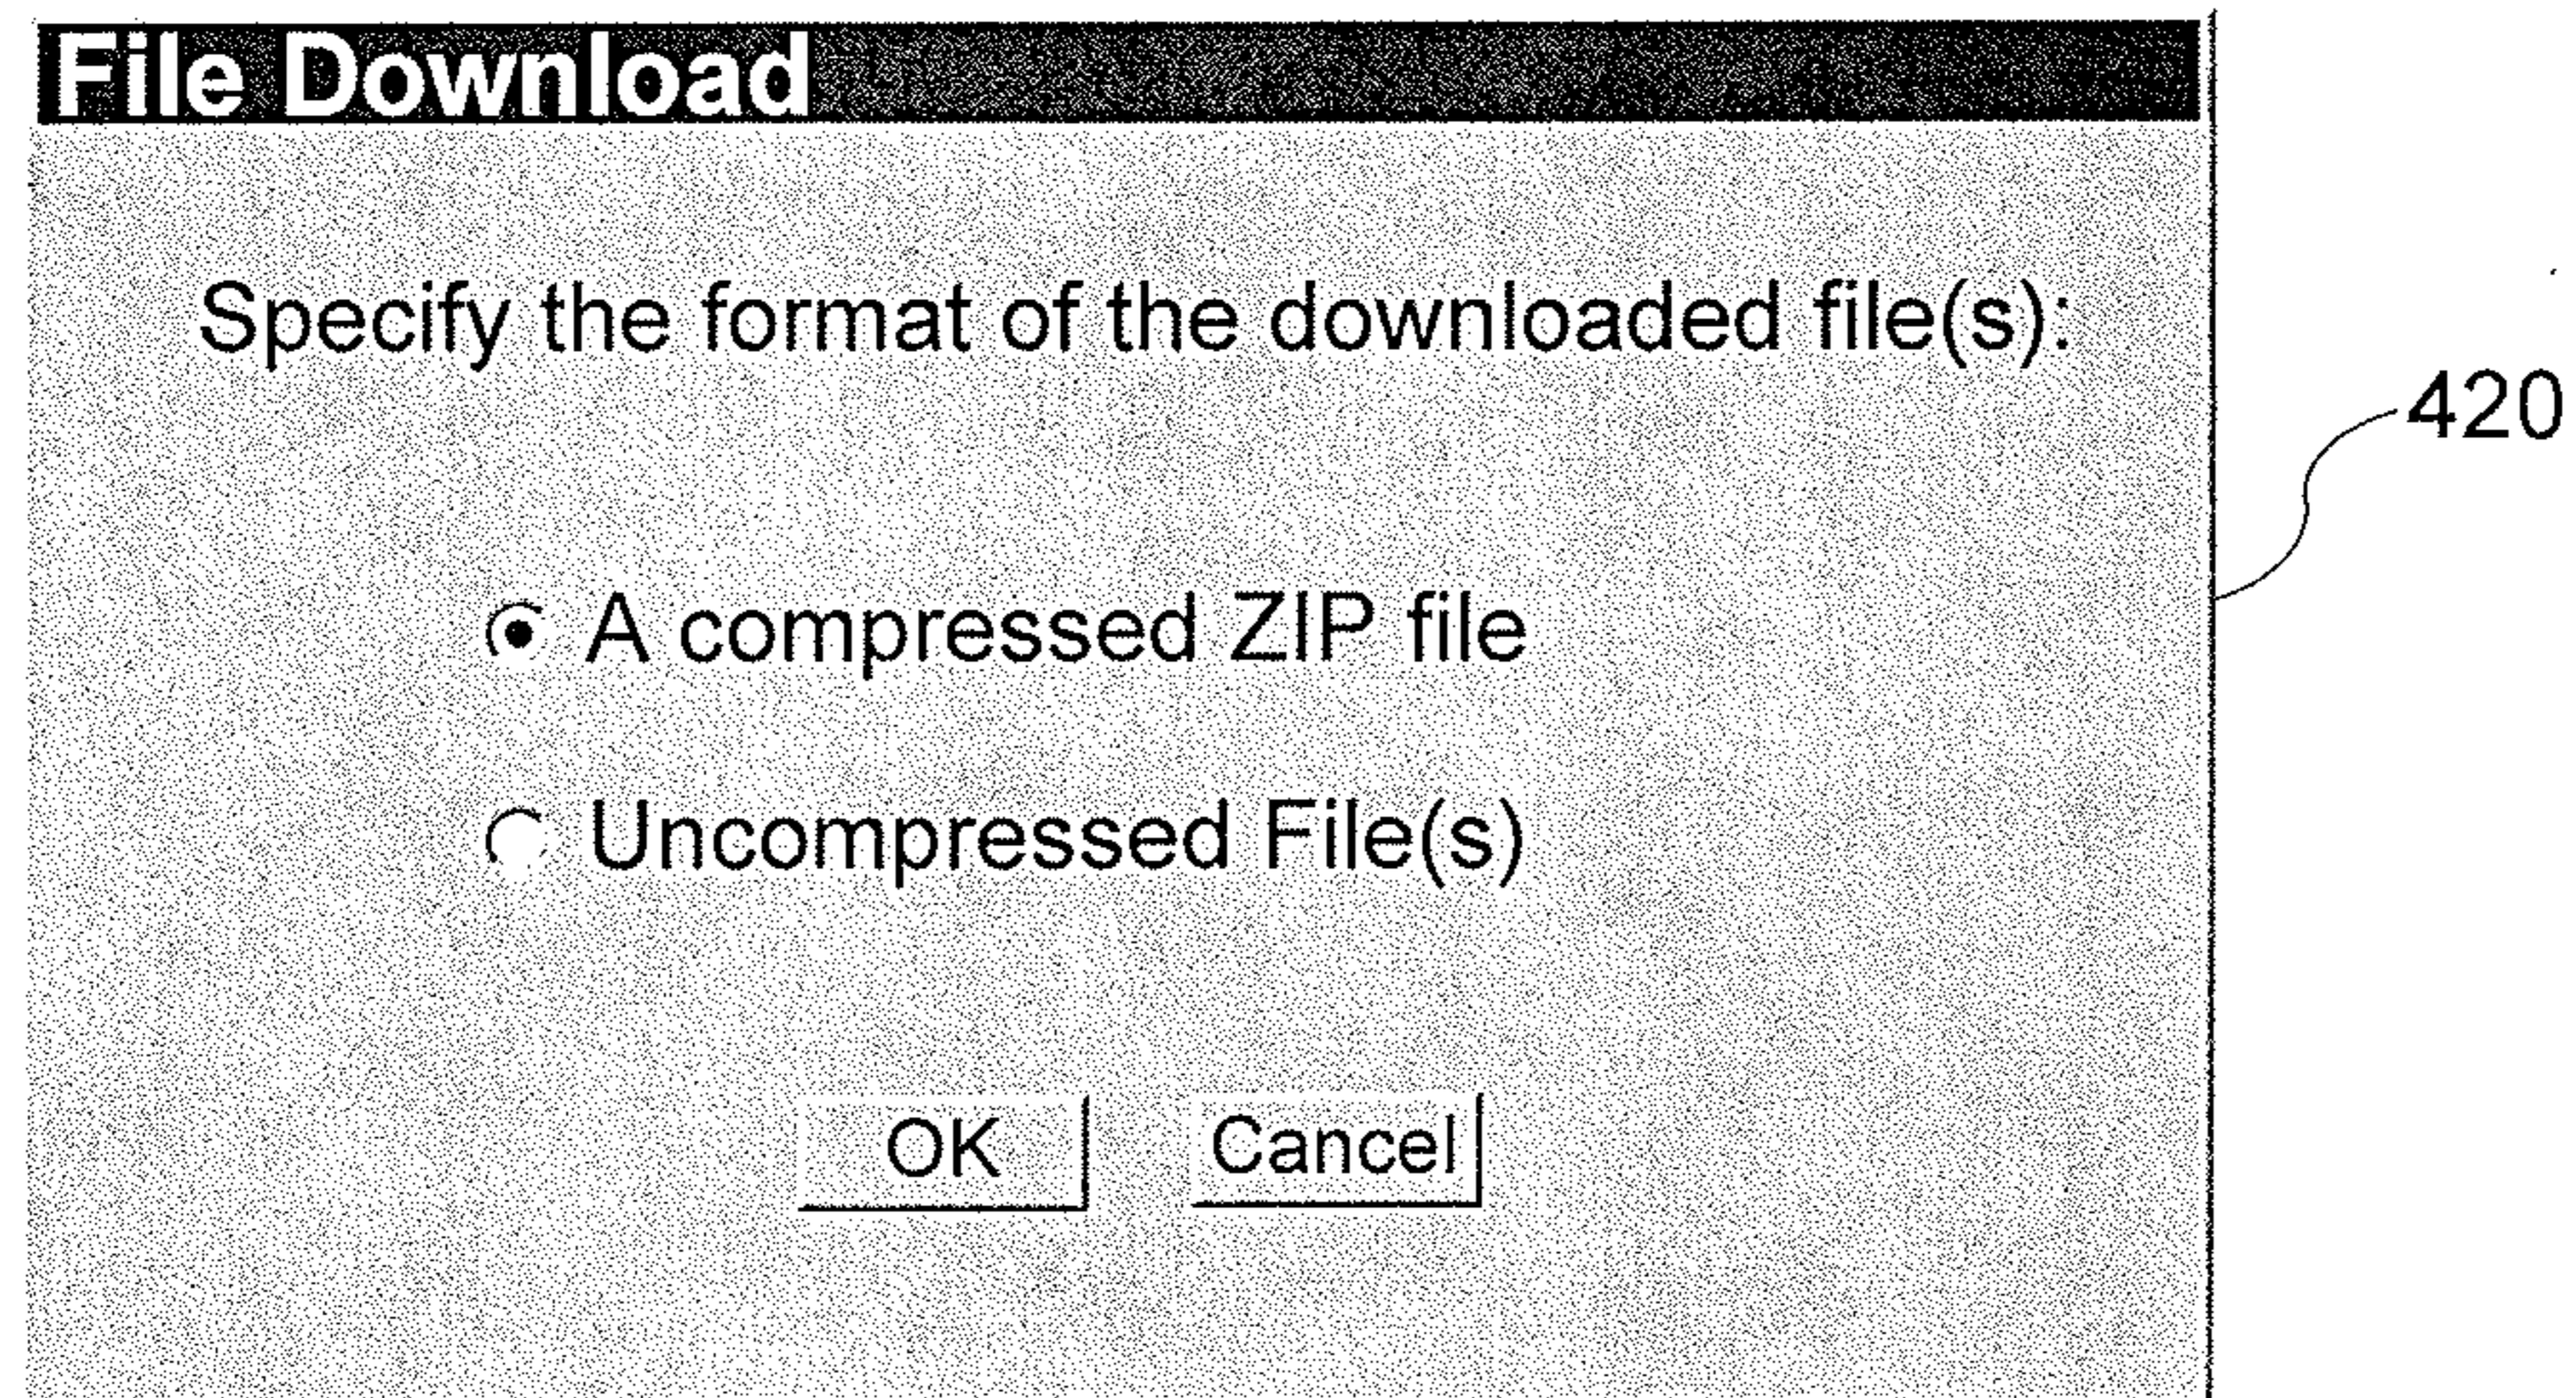 File Download
Specify the format of the downloaded file(s):
420
A compressed ZIP file
Uncompressed File(s)
OK Cancel